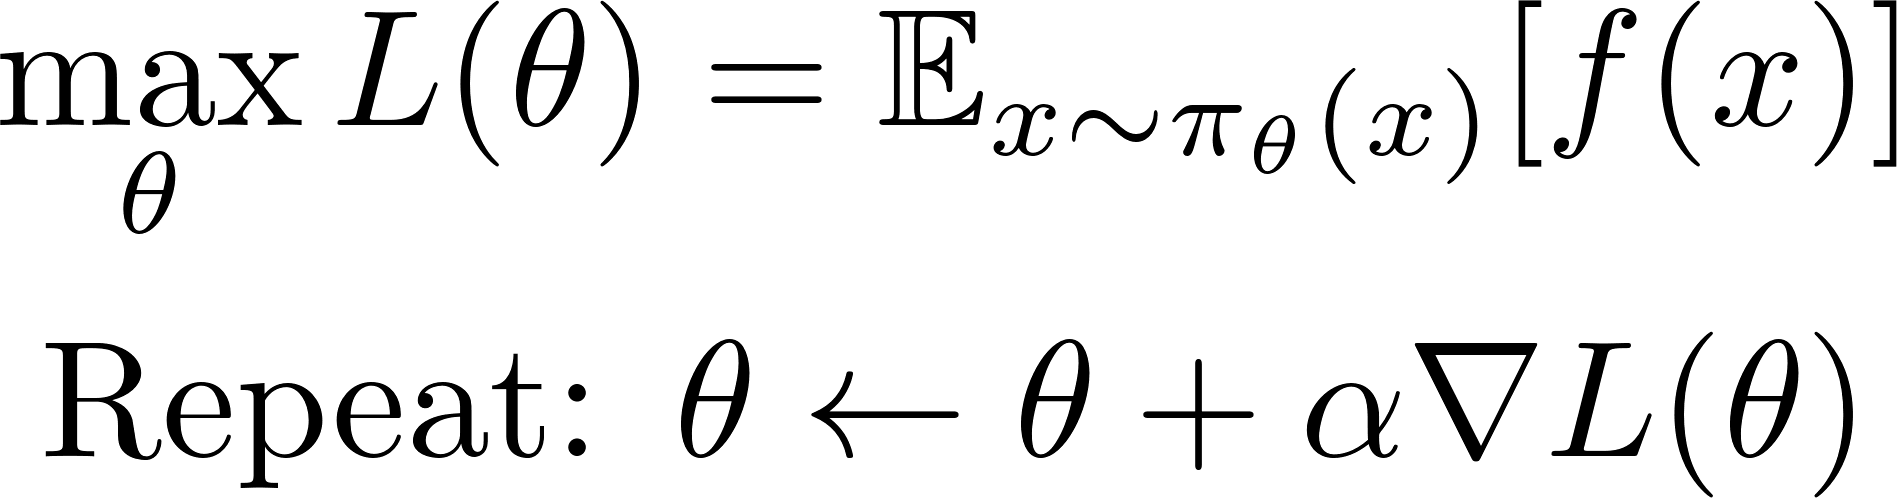 max_θ L(θ) = 𝔼_{x∼π_θ(x)}[f(x)]
Repeat: θ ← θ + α∇L(θ)